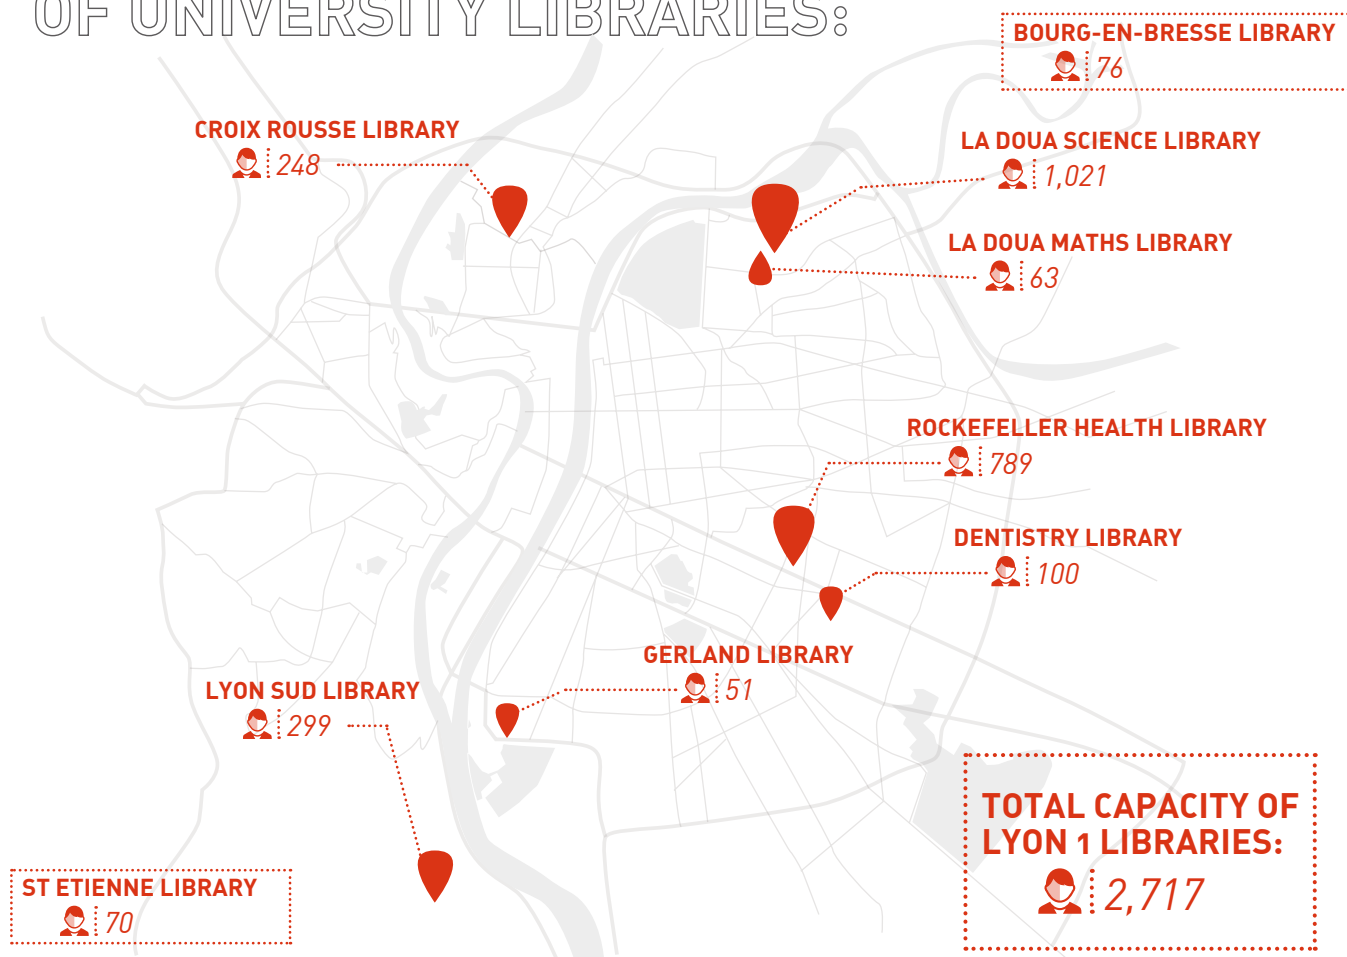 OF UNIVERSITY LIBRARIES:
BOURG-EN-BRESSE LIBRARY
76
CROIX ROUSSE LIBRARY
248
LA DOUA SCIENCE LIBRARY
1,021
LA DOUA MATHS LIBRARY
63
ROCKEFELLER HEALTH LIBRARY
789
DENTISTRY LIBRARY
100
GERLAND LIBRARY
51
LYON SUD LIBRARY
299
TOTAL CAPACITY OF
LYON 1 LIBRARIES:
2,717
ST ETIENNE LIBRARY
70